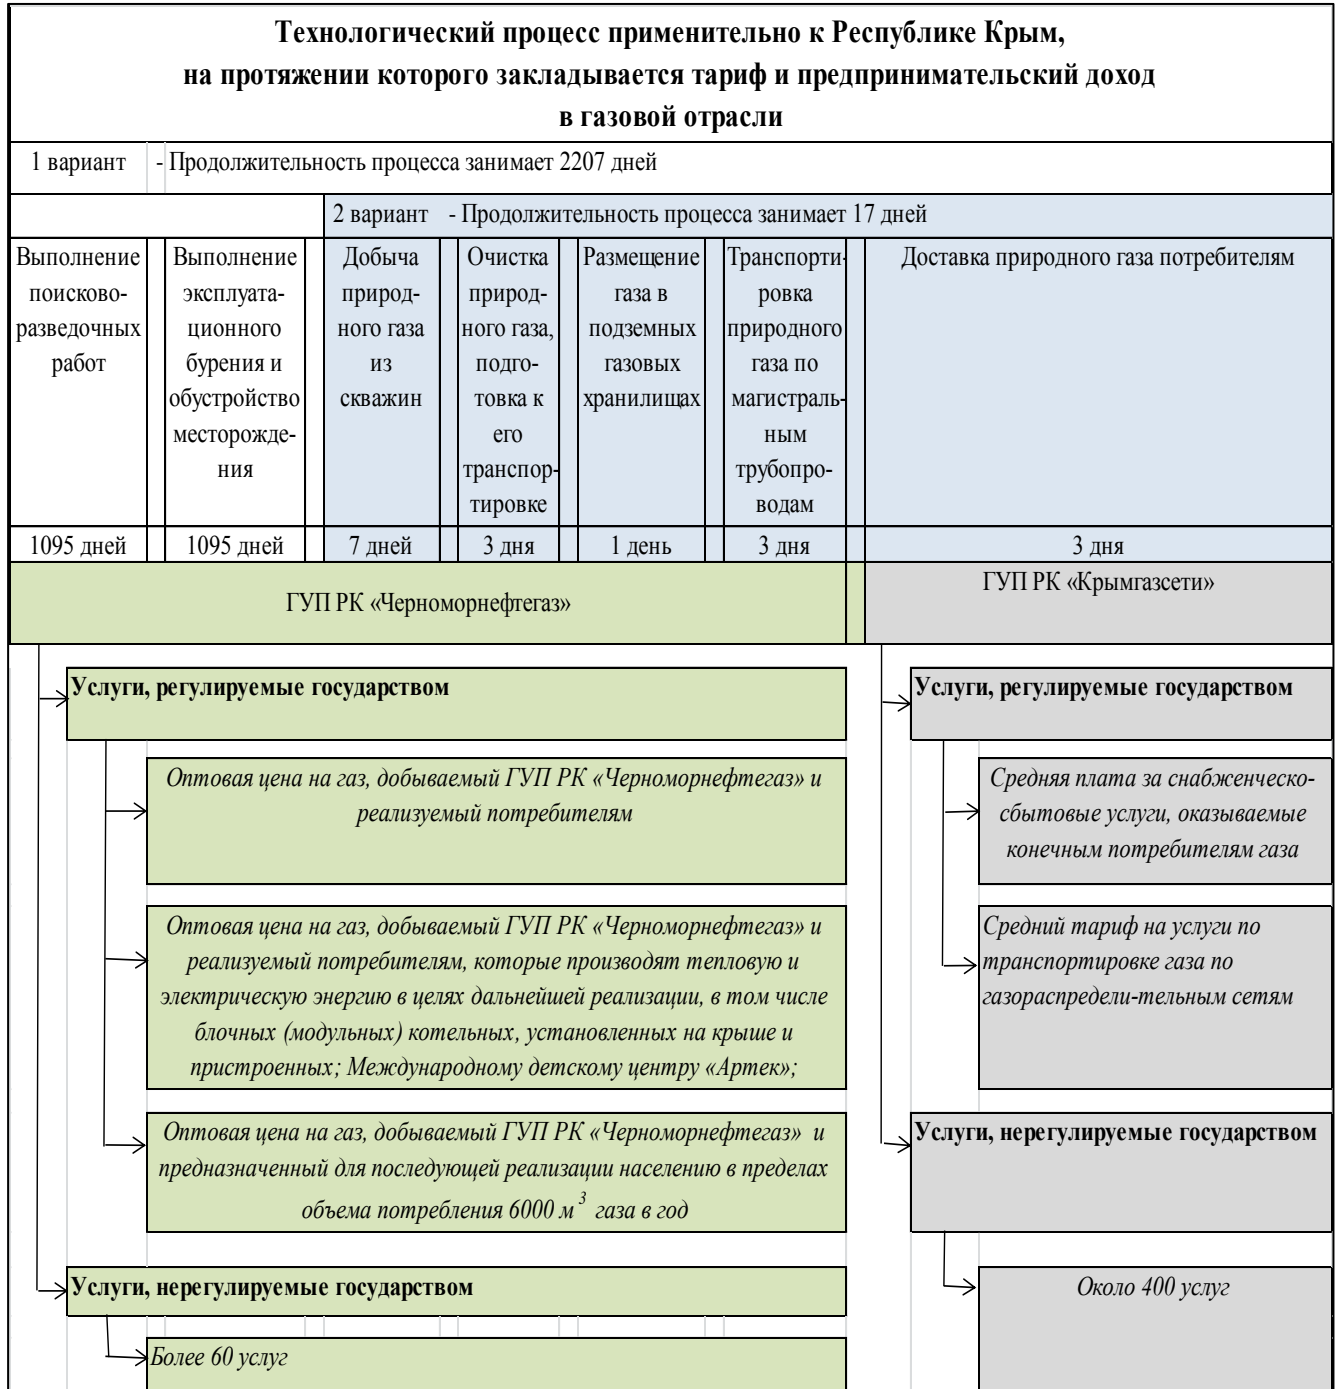 Технологический процесс применительно к Республике Крым,
на протяжении которого закладывается тариф и предпринимательский доход
в газовой отрасли
1 вариант - Продолжительность процесса занимает 2207 дней
2 вариант - Продолжительность процесса занимает 17 дней
Выполнение
поисково-
разведочных
работ
Выполнение
эксплуата-
ционного
бурения и
обустройство
месторожде-
ния
Добыча
природ-
ного газа
из
скважин
Очистка
природ-
ного газа,
подго-
товка к
его
транспор-
тировке
Размещение
газа в
подземных
газовых
хранилищах
Транспорти-
ровка
природного
газа по
магистраль-
ным
трубопро-
водам
Доставка природного газа потребителям
1095 дней 1095 дней 7 дней 3 дня 1 день 3 дня 3 дня
ГУП РК «Черноморнефтегаз»
ГУП РК «Крымгазсети»
Услуги, регулируемые государством
Оптовая цена на газ, добываемый ГУП РК «Черноморнефтегаз» и
реализуемый потребителям
Оптовая цена на газ, добываемый ГУП РК «Черноморнефтегаз» и
реализуемый потребителям, которые производят тепловую и
электрическую энергию в целях дальнейшей реализации, в том числе
блочных (модульных) котельных, установленных на крыше и
пристроенных; Международному детскому центру «Артек»;
Оптовая цена на газ, добываемый ГУП РК «Черноморнефтегаз» и
предназначенный для последующей реализации населению в пределах
объема потребления 6000 м³ газа в год
Услуги, нерегулируемые государством
Более 60 услуг
Услуги, регулируемые государством
Средняя плата за снабженческо-
сбытовые услуги, оказываемые
конечным потребителям газа
Средний тариф на услуги по
транспортировке газа по
газораспредели-тельным сетям
Услуги, нерегулируемые государством
Около 400 услуг